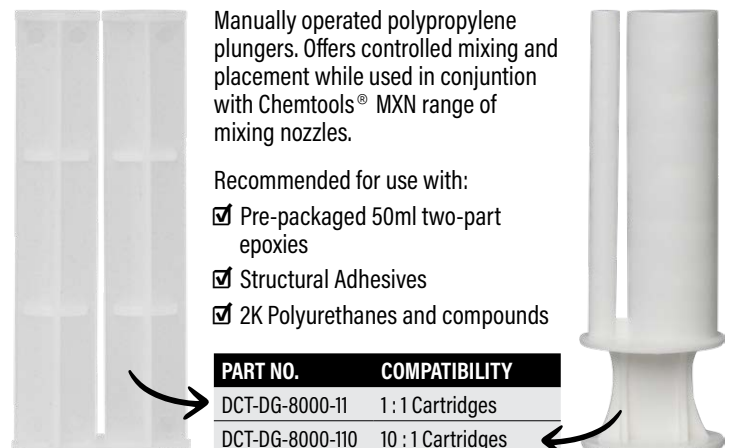 Manually operated polypropylene
plungers. Offers controlled mixing and
placement while used in conjuntion
with Chemtools® MXN range of
mixing nozzles.
Recommended for use with:
Pre-packaged 50ml two-part
epoxies
Structural Adhesives
2K Polyurethanes and compounds
PART NO. COMPATIBILITY
DCT-DG-8000-11 1 : 1 Cartridges
DCT-DG-8000-110 10 : 1 Cartridges